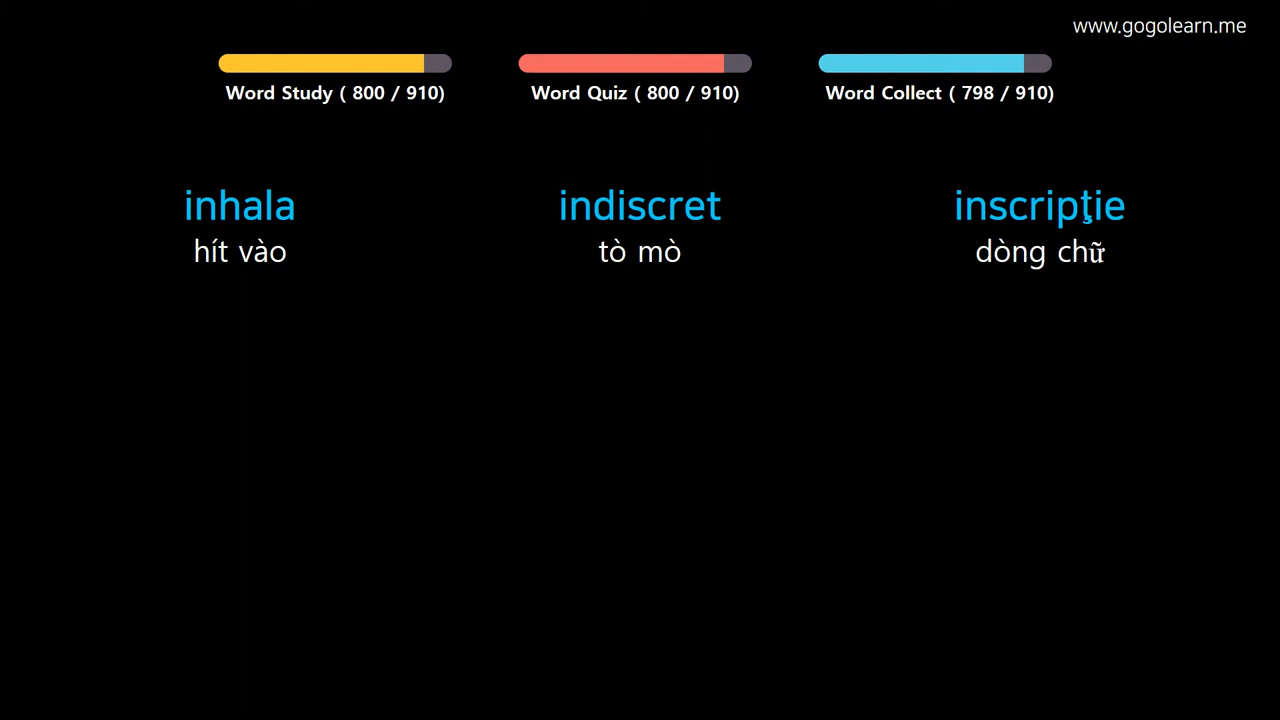 www.gogolearn.me
Word Study ( 800 / 910)
Word Quiz ( 800 / 910)
Word Collect ( 798 / 910)
inhala
hít vào
indiscret
tò mò
inscripţie
dòng chữ